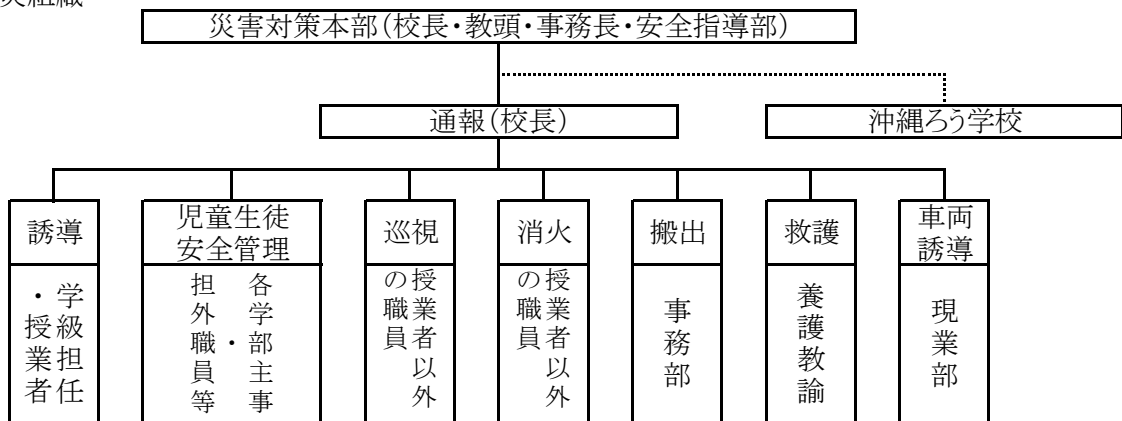 災害対策本部(校長・教頭・事務長・安全指導部)
通報(校長)
沖縄ろう学校
誘導
児童生徒
安全管理
巡視
消火
搬出
救護
車両
誘導
学級担任
・授業者
各学部主事
・
担外職員等
授業者以外
の職員
授業者以外
の職員
事務部
養護教諭
現業部